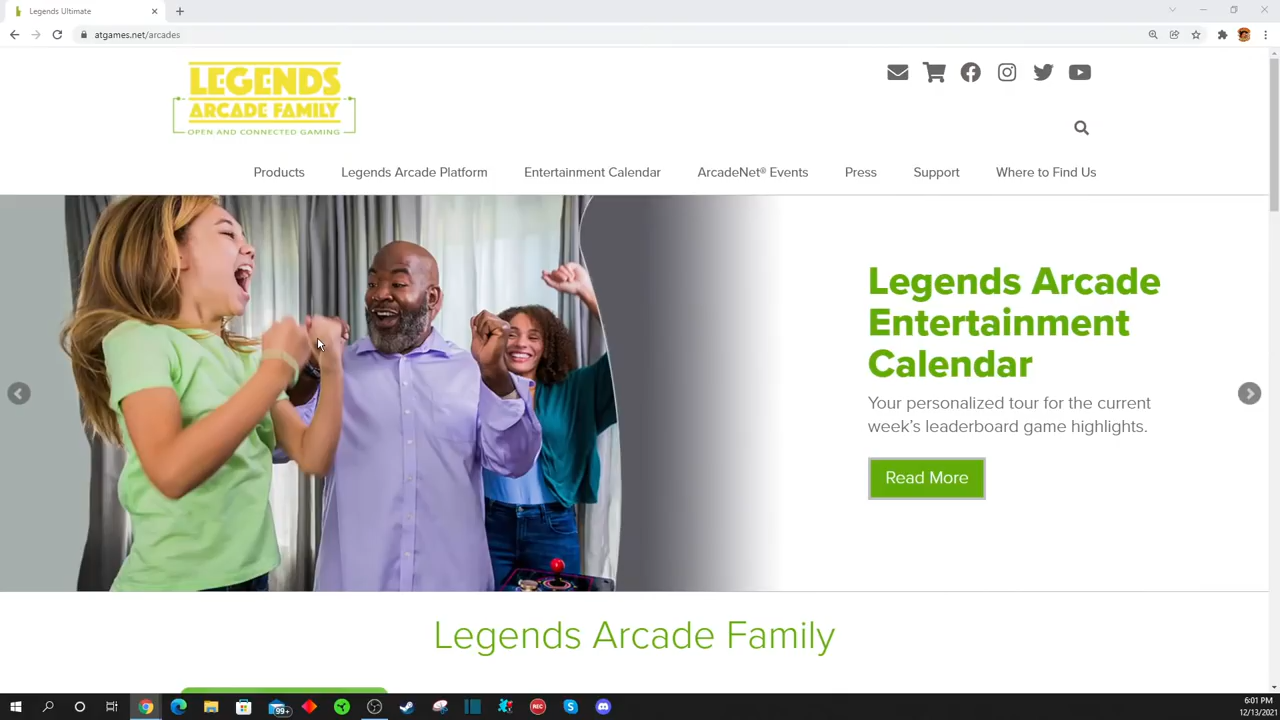 Legends Ultimate
atgames.net/arcades
LEGENDS
ARCADE FAMILY
OPEN AND CONNECTED GAMING
Products
Legends Arcade Platform
Entertainment Calendar
ArcadeNet® Events
Press
Support
Where to Find Us
Legends Arcade
Entertainment
Calendar
Your personalized tour for the current
week's leaderboard game highlights.
Read More
Legends Arcade Family
99+
REC
6:01 PM
12/13/2021